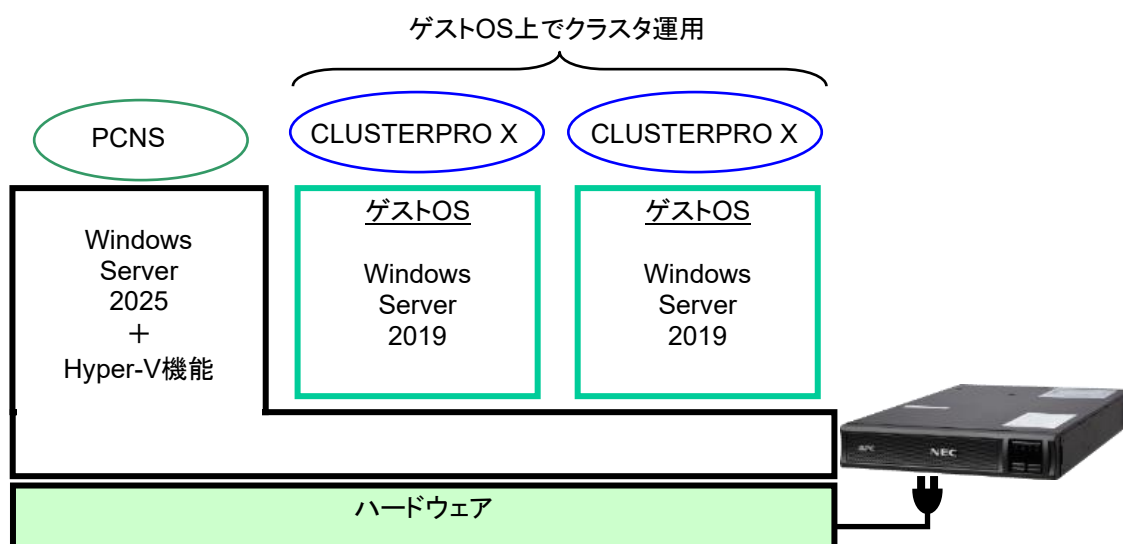 ゲストOS上でクラスタ運用
PCNS
CLUSTERPRO X
CLUSTERPRO X
Windows
Server
2025
＋
Hyper-V機能
ゲストOS
Windows
Server
2019
ゲストOS
Windows
Server
2019
APC
NEC
ハードウェア